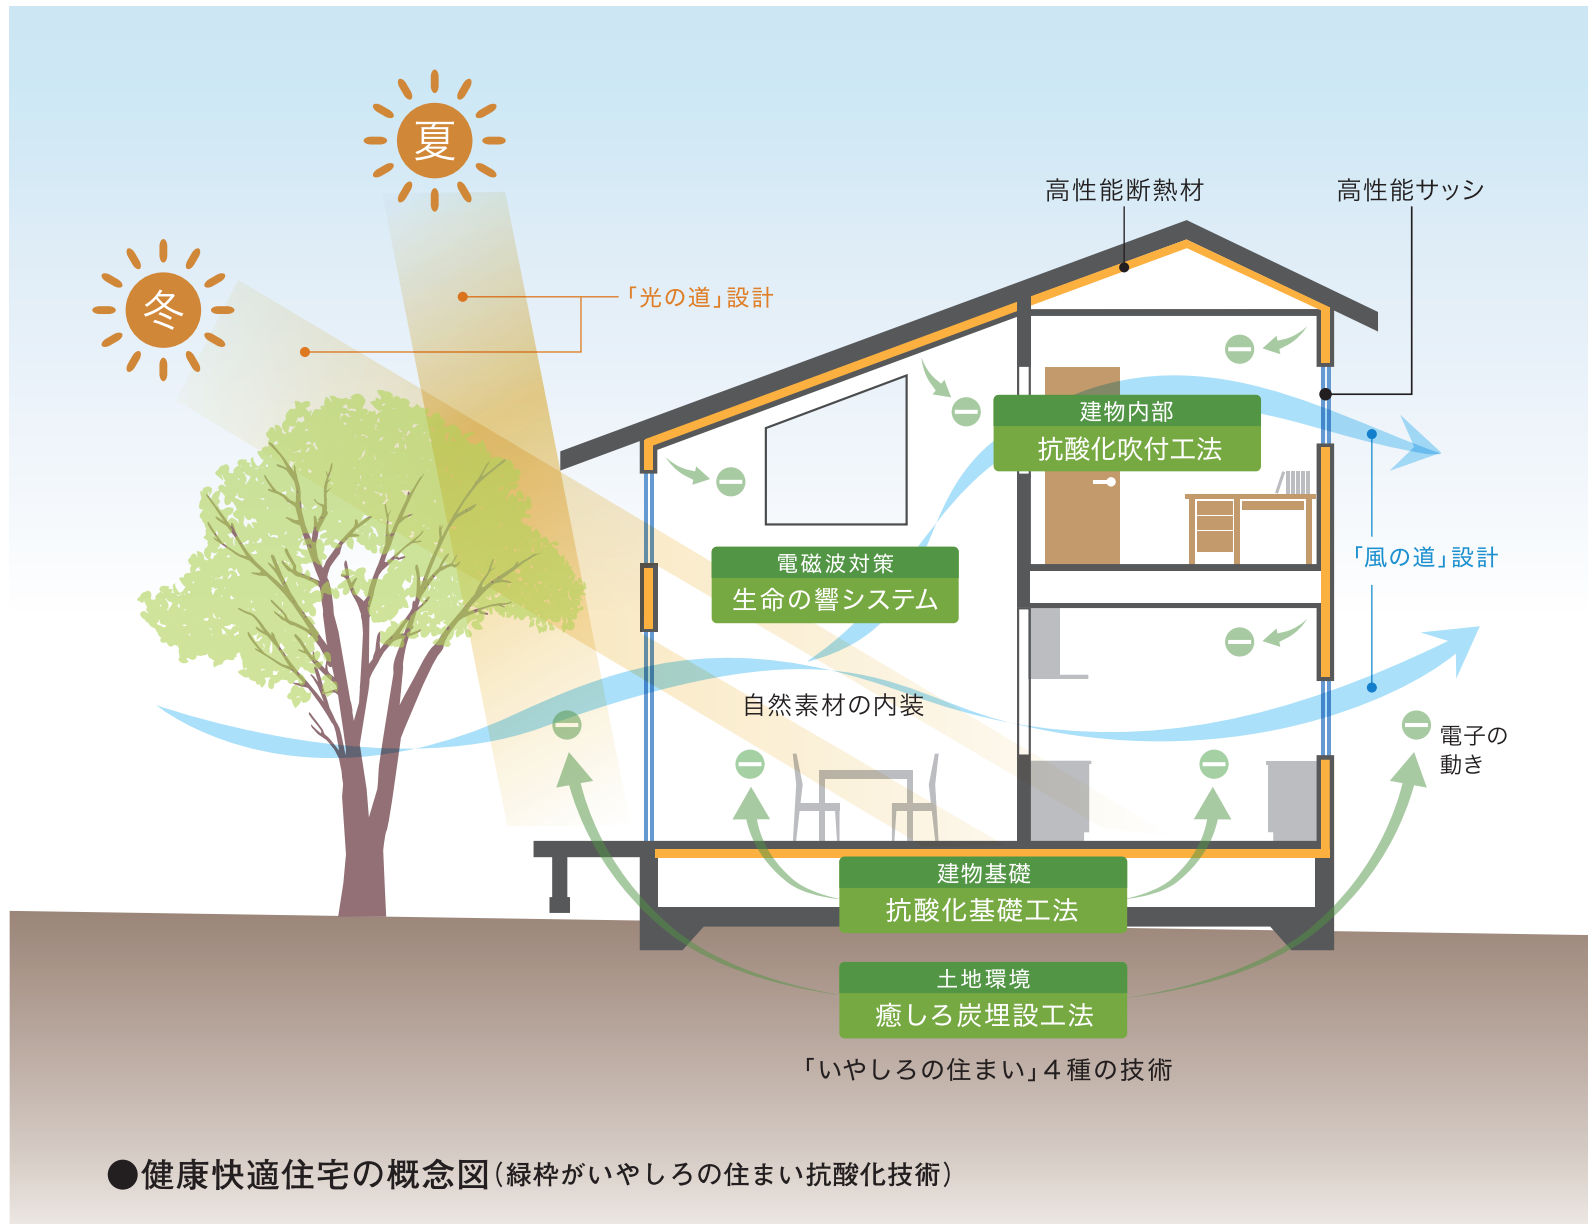 夏
冬
「光の道」設計
高性能断熱材
高性能サッシ
建物内部
抗酸化吹付工法
電磁波対策
生命の響システム
「風の道」設計
自然素材の内装
電子の
動き
建物基礎
抗酸化基礎工法
土地環境
癒しろ炭埋設工法
「いやしろの住まい」4種の技術
●健康快適住宅の概念図(緑枠がいやしろの住まい抗酸化技術)